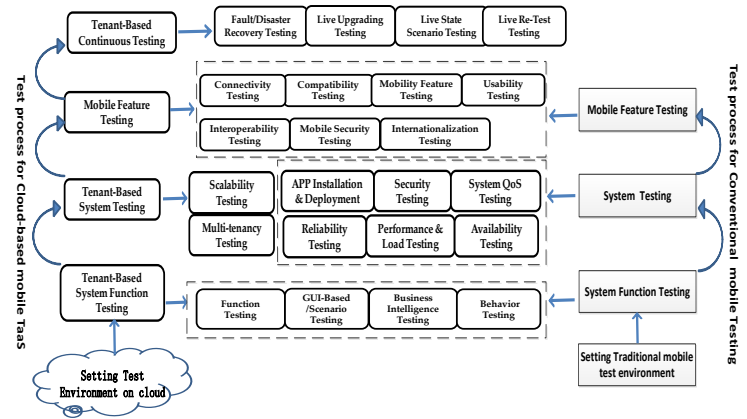 Tenant-Based
Continuous Testing
Fault/Disaster
Recovery Testing
Live Upgrading
Testing
Live State
Scenario Testing
Live Re-Test
Testing
Test process for Cloud-based mobile TaaS
Mobile Feature
Testing
Connectivity
Testing
Compatibility
Testing
Mobility Feature
Testing
Usability
Testing
Interoperability
Testing
Mobile Security
Testing
Internationalization
Testing
Mobile Feature Testing
Test process for Conventional mobile Testing
Tenant-Based
System Testing
Scalability
Testing
Multi-tenancy
Testing
APP Installation
& Deployment
Security
Testing
System QoS
Testing
Reliability
Testing
Performance &
Load Testing
Availability
Testing
System Testing
Tenant-Based
System Function
Testing
Function
Testing
GUI-Based
/Scenario
Testing
Business
Intelligence
Testing
Behavior
Testing
System Function Testing
Setting Test
Environment on cloud
Setting Traditional mobile
test environment